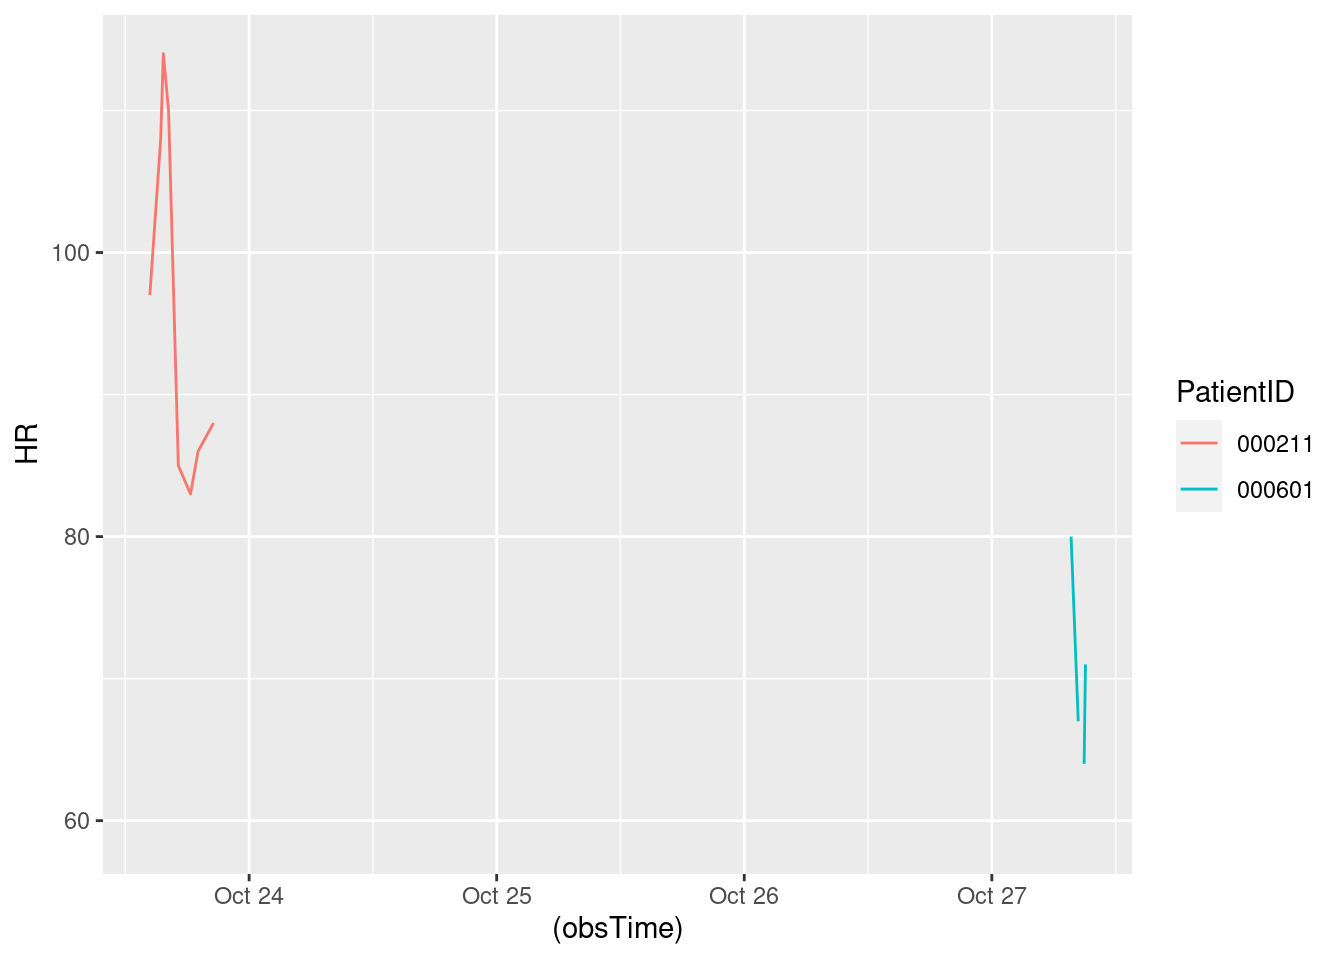 100
80
60
HR
Oct 24
Oct 25
Oct 26
Oct 27
(obsTime)
PatientID
000211
000601